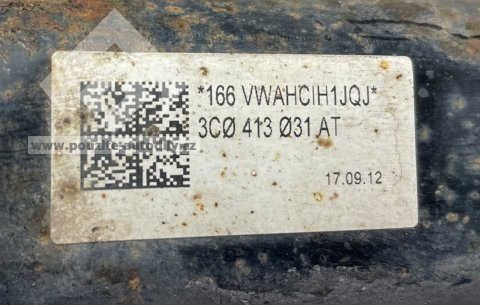 *166 VWAHCIH1JQJ*
3CØ 413 Ø31 AT
www.pouzite-autodily.cz
17.09.12